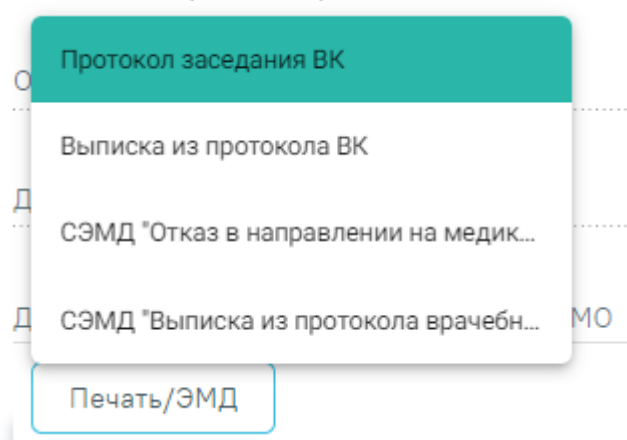 Протокол заседания ВК
О
Выписка из протокола ВК
Д
СЭМД "Отказ в направлении на медик...
Д
СЭМД "Выписка из протокола врачебн...
МО
Печать/ЭМД